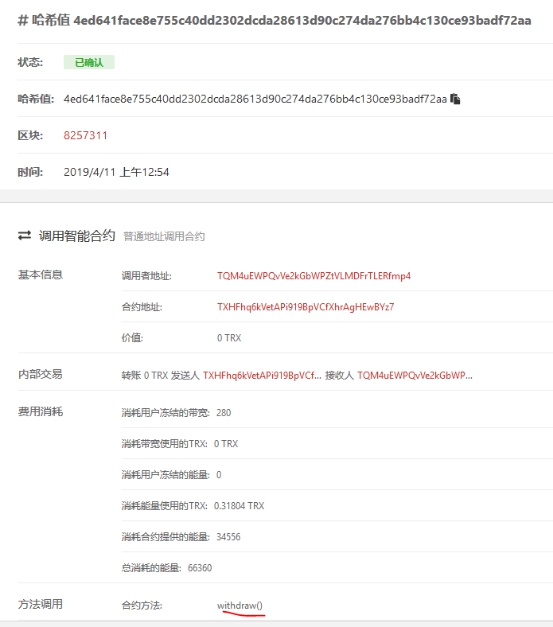 # 哈希值 4ed641face8e755c40dd2302dcda28613d90c274da276bb4c130ce93badf72aa
状态: 已确认
哈希值: 4ed641face8e755c40dd2302dcda28613d90c274da276bb4c130ce93badf72aa
区块: 8257311
时间: 2019/4/11 上午12:54
调用智能合约 普通地址调用合约
基本信息 调用者地址: TQM4uEWPQvVe2kGbWPZtVLMDFrTLERfmp4
合约地址: TXHFhq6kVetAPi919BpVCfXhrAgHEwBYz7
价值: 0 TRX
内部交易 转账 0 TRX 发送人 TXHFhq6kVetAPi919BpVCf... 接收人 TQM4uEWPQvVe2kGbWP...
费用消耗 消耗用户冻结的带宽: 280
消耗带宽使用的TRX: 0 TRX
消耗用户冻结的能量: 0
消耗能量使用的TRX: 0.31804 TRX
消耗合约提供的能量: 34556
总消耗的能量: 66360
方法调用 合约方法: withdraw()